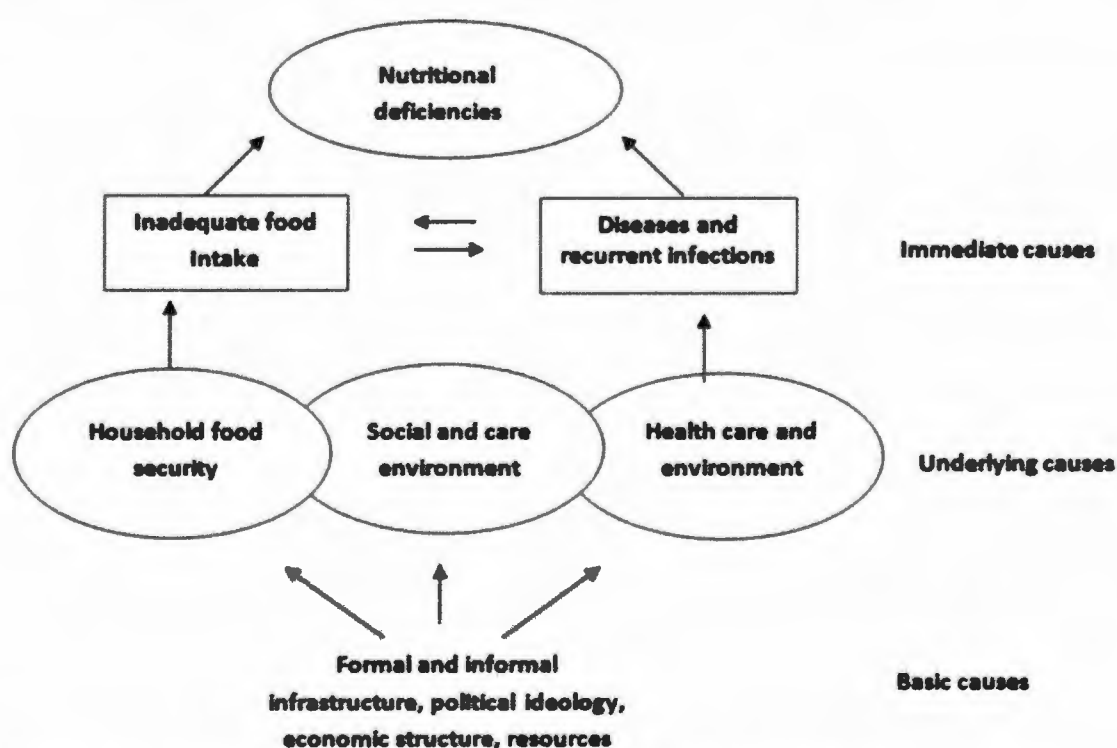 Nutritional
deficiencies
Inadequate food
Intake
Diseases and
recurrent infections
Immediate causes
Household food
security
Social and care
environment
Health care and
environment
Underlying causes
Formal and informal
infrastructure, political ideology,
economic structure, resources
Basic causes